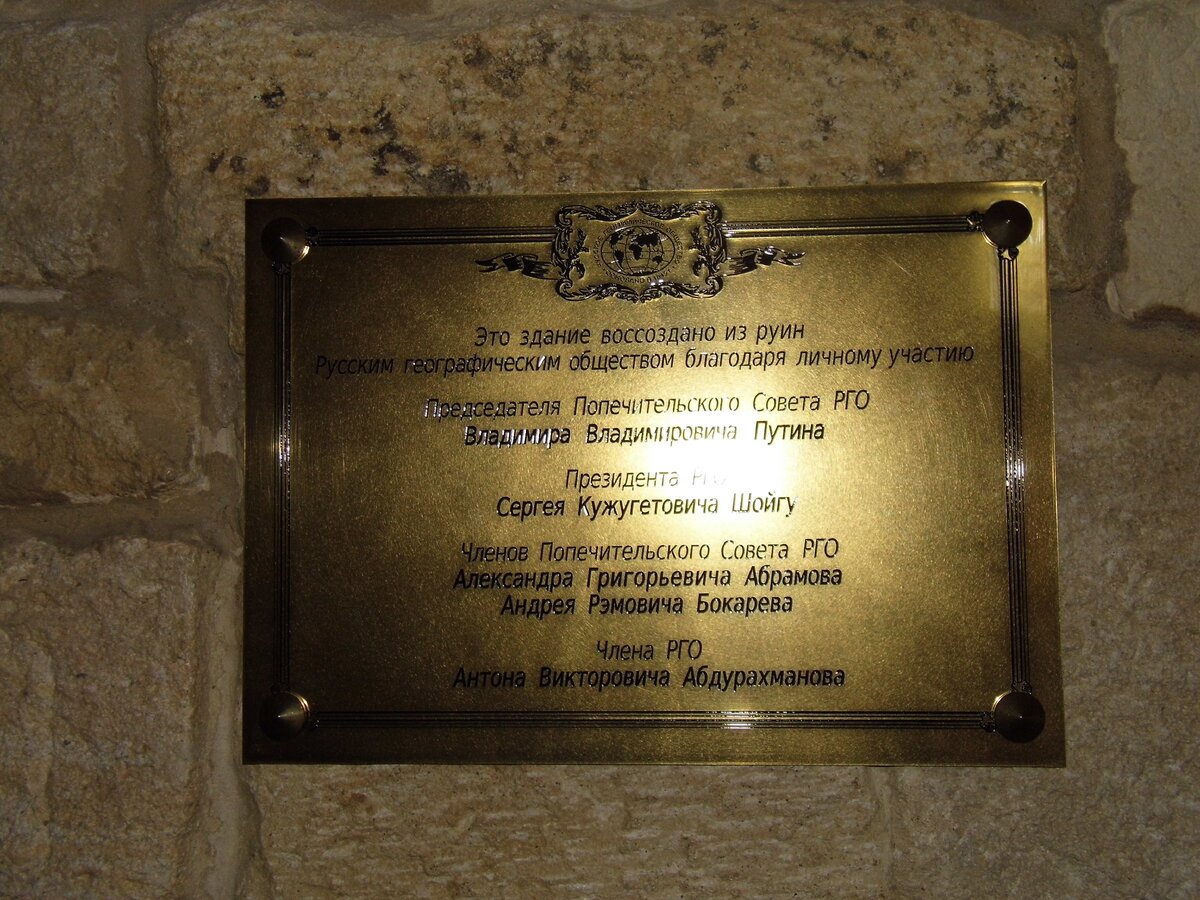 Это здание воссоздано из руин
Русским географическим обществом благодаря личному участию
Председателя Попечительского Совета РГО
Владимира Владимировича Путина
Президента РГО
Сергея Кужугетовича Шойгу
Членов Попечительского Совета РГО
Александра Григорьевича Абрамова
Андрея Рэмовича Бокарева
Члена РГО
Антона Викторовича Абдурахманова